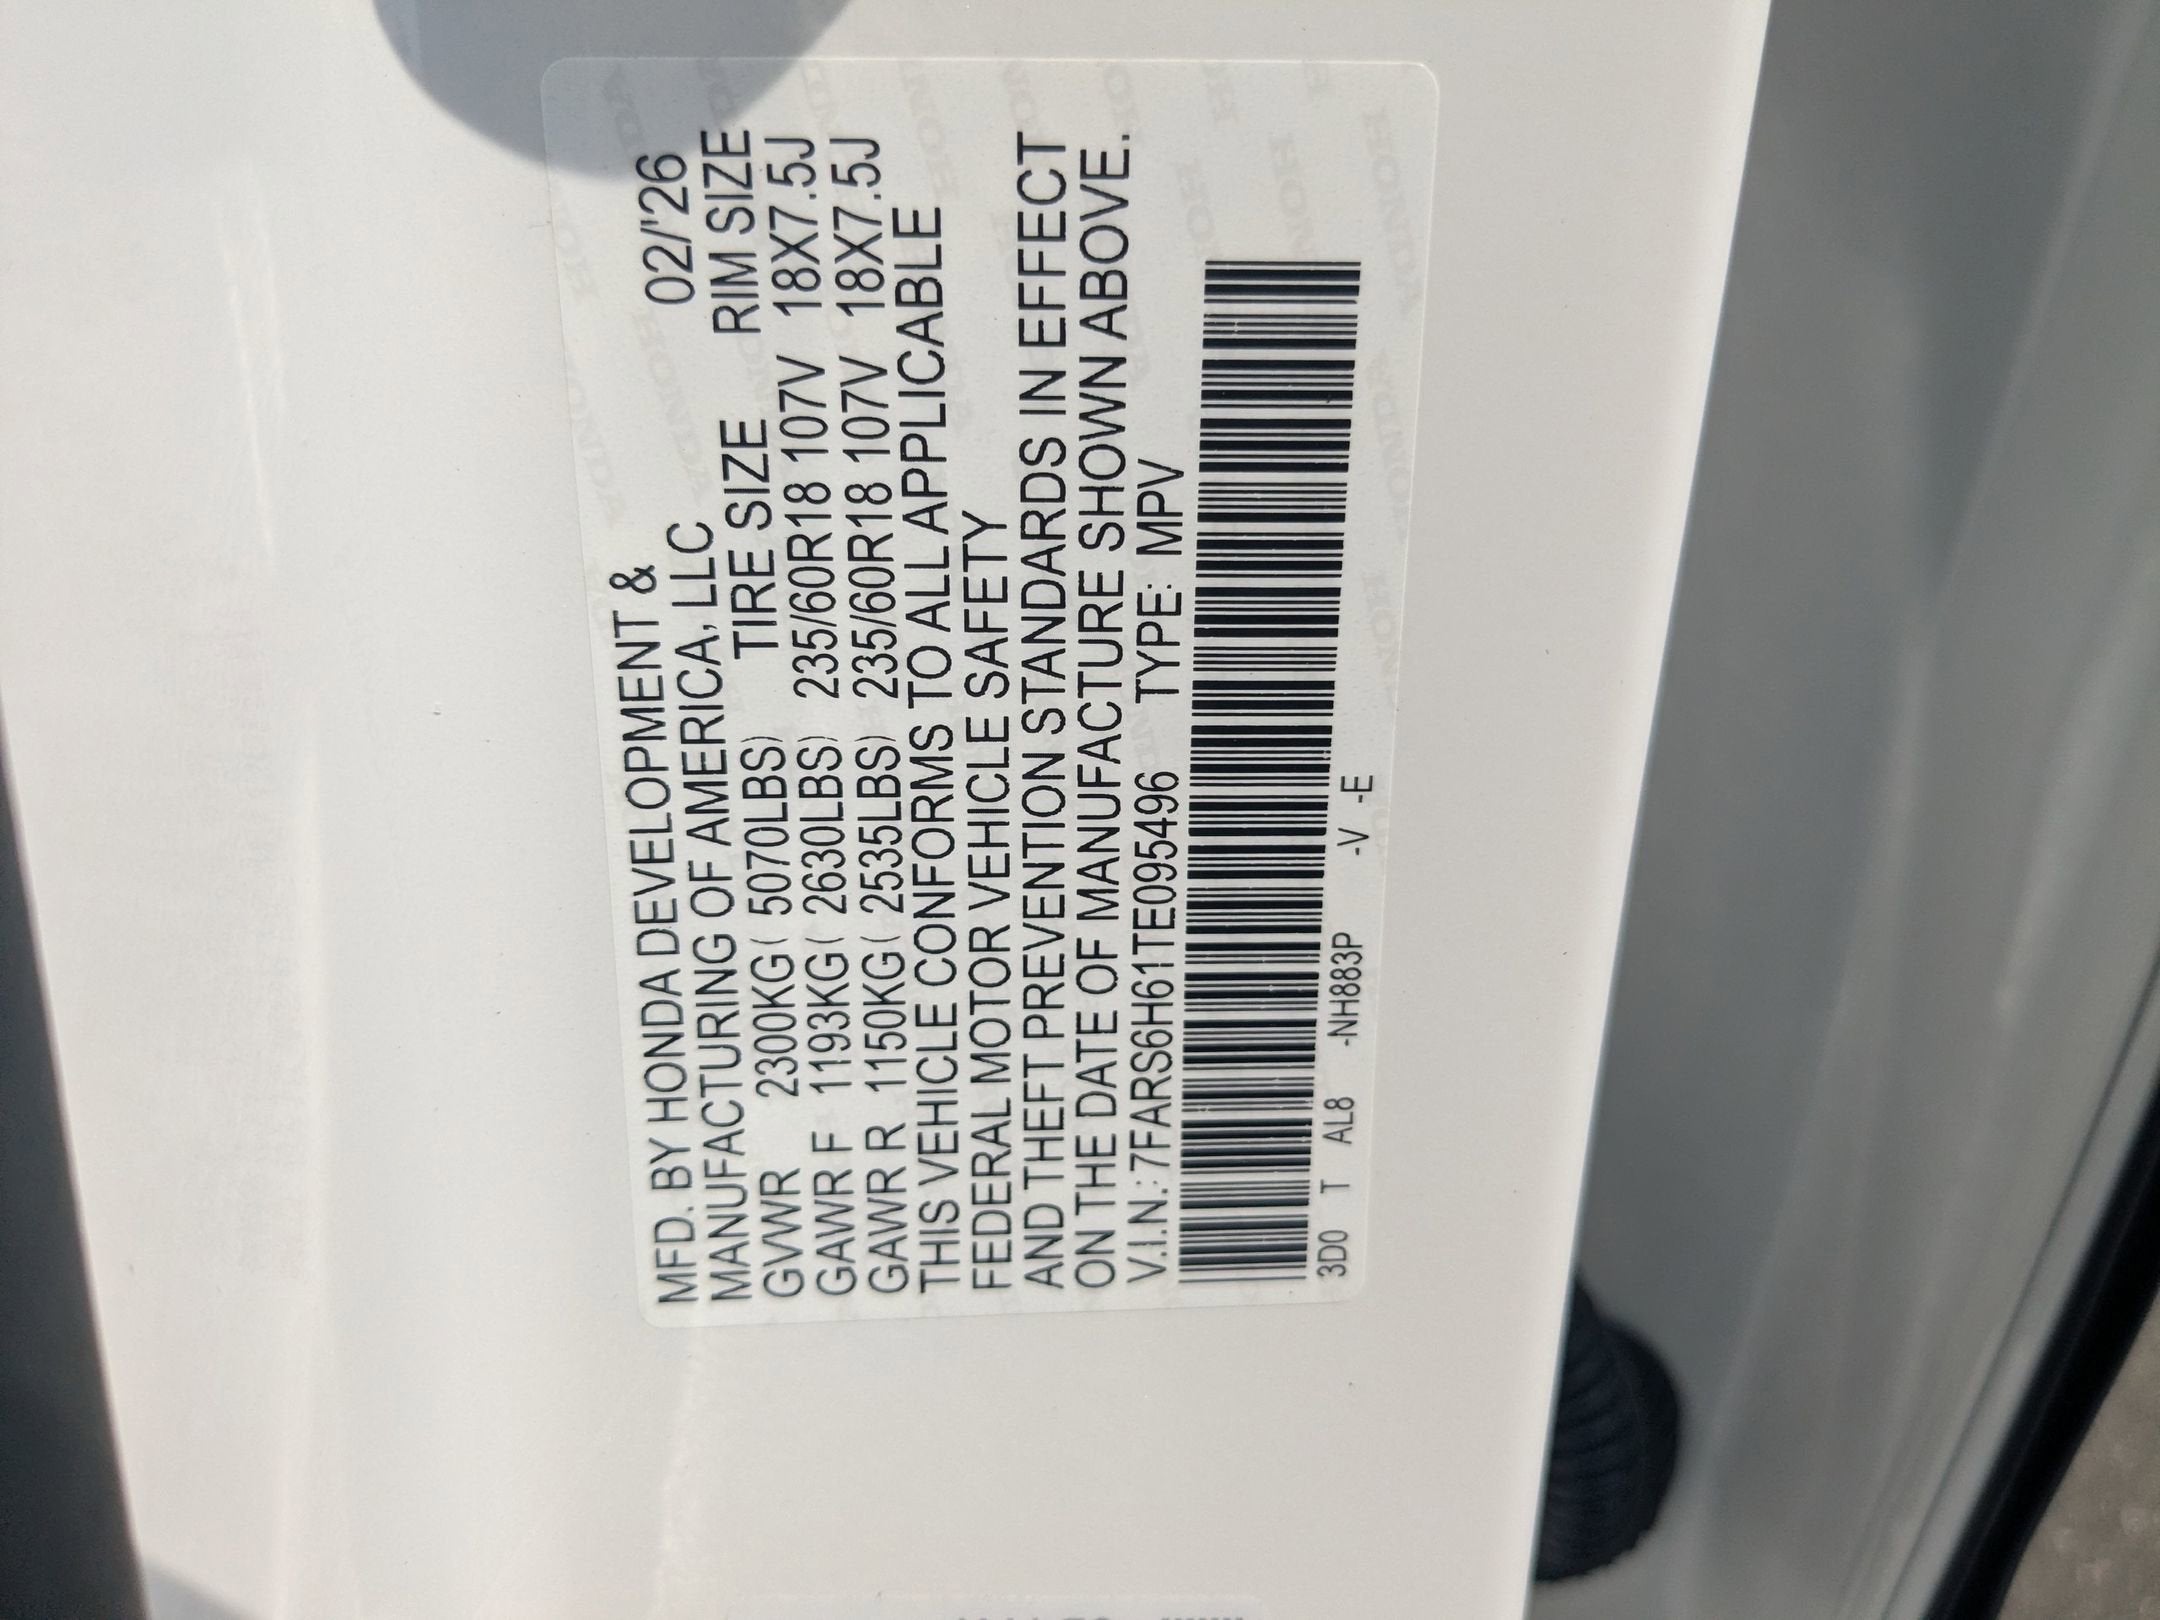 MFD. BY HONDA DEVELOPMENT &
MANUFACTURING OF AMERICA, LLC 02/'26
TIRE SIZE RIM SIZE
GVWR 2300KG( 5070LBS)
GAWR F 1193KG( 2630LBS) 235/60R18 107V 18X7.5J
GAWR R 1150KG( 2535LBS) 235/60R18 107V 18X7.5J
THIS VEHICLE CONFORMS TO ALL APPLICABLE
FEDERAL MOTOR VEHICLE SAFETY
AND THEFT PREVENTION STANDARDS IN EFFECT
ON THE DATE OF MANUFACTURE SHOWN ABOVE.
V.I.N.:7FARS6H61TE095496 TYPE: MPV
3D0 T AL8 -NH883P -V -E